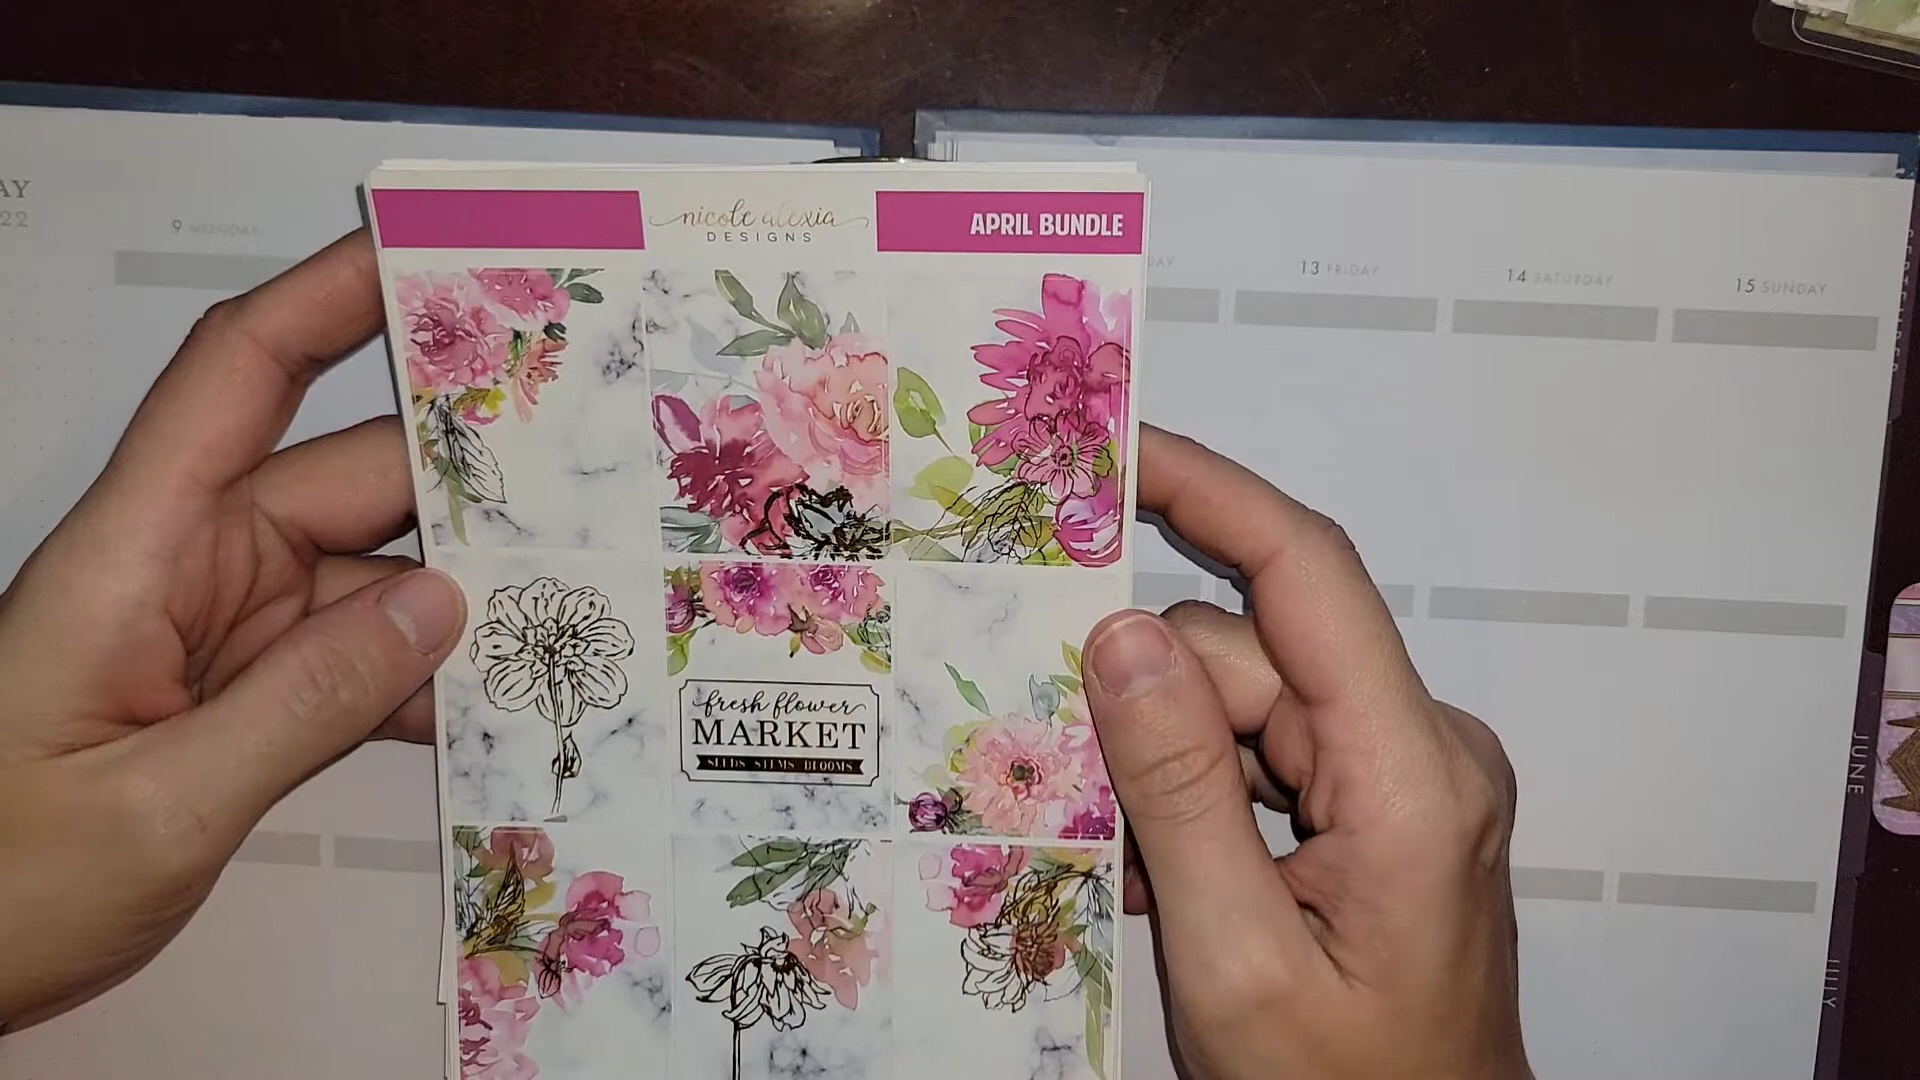 nicole alexia
DESIGNS
APRIL BUNDLE
AY
22
9 MONDAY
DAY
13 FRIDAY
14 SATURDAY
15 SUNDAY
fresh flower
MARKET
SEEDS STEMS BLOOMS
JUNE
JULY